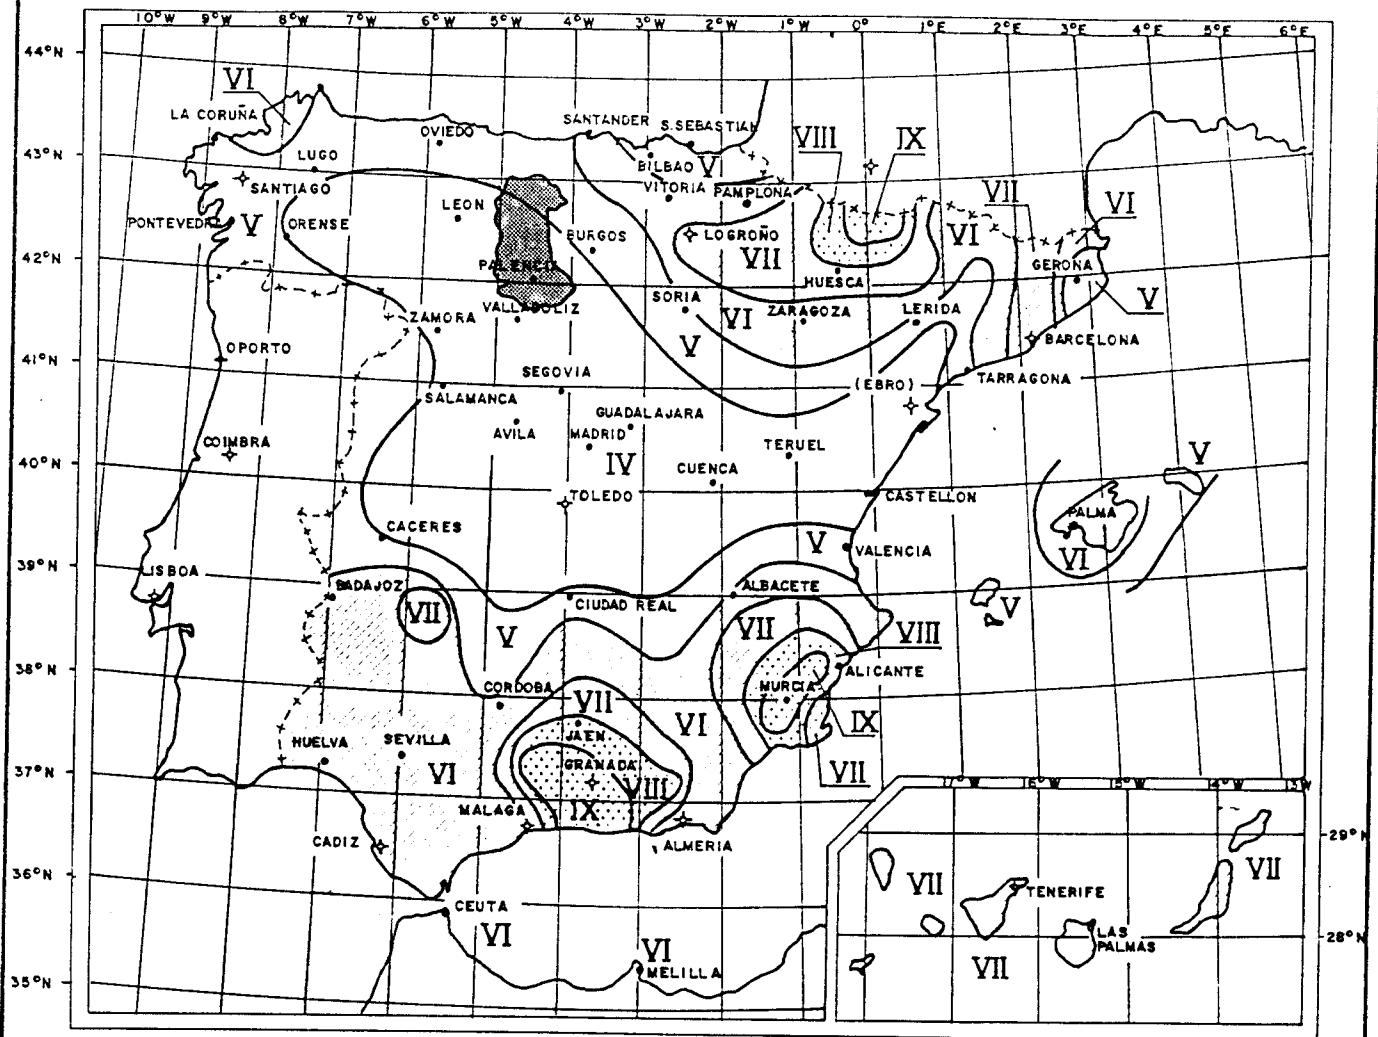 10°W 9°W 8°W 7°W 6°W 5°W 4°W 3°W 2°W 1°W 0° 1°E 2°E 3°E 4°E 5°E 6°E
44°N
VI
LA CORUÑA
OVIEDO
SANTANDER
S. SEBASTIAN
VIII
IX
43°N
LUGO
BILBAO
V
SANTIAGO
VITORIA
PAMPLONA
VII
VI
LEON
PONTEVEDRA
V
ORENSE
BURGOS
LOGROÑO
VI
42°N
PALENCIA
VII
HUESCA
GERONA
V
SORIA
VALLADOLIZ
ZAMORA
VI
ZARAGOZA
LERIDA
OPORTO
V
BARCELONA
41°N
SEGOVIA
(EBRO)
TARRAGONA
SALAMANCA
GUADALAJARA
AVILA
MADRID
COIMBRA
TERUEL
V
40°N
IV
CUENCA
TOLEDO
CASTELLON
PALMA
CACERES
V
VALENCIA
VI
39°N
LISBOA
BADAJOZ
ALBACETE
CIUDAD REAL
V
VII
V
VII
VIII
38°N
ALICANTE
CORDOBA
MURCIA
VII
VI
IX
HUELVA
SEVILLA
JAEN
37°N
VI
GRANADA
VIII
VII
MALAGA
IX
CADIZ
ALMERIA
17°W 16°W 15°W 14°W 13°W
29°N
36°N
VII
VII
TENERIFE
CEUTA
VI
LAS
PALMAS
28°N
VI
MELILLA
VII
35°N